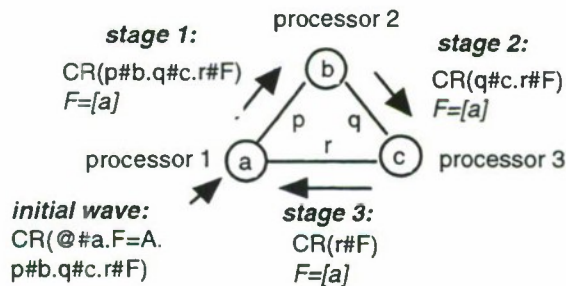 processor 2
stage 1:
CR(p#b.q#c.r#F)
F=[a]
stage 2:
CR(q#c.r#F)
F=[a]
b
p
q
processor 1
a
r
c
processor 3
initial wave:
CR(@#a.F=A.
p#b.q#c.r#F)
stage 3:
CR(r#F)
F=[a]